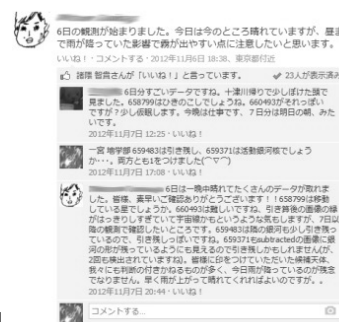 6日の観測が始まりました。今日は今のところ晴れていますが、昼ま
で雨が降っていた影響で霧が出やすい点に注意したいと思います。
いいね！・コメントする・2012年11月6日 18:38、東京都付近
諸隈 智貴さんが「いいね！」と言っています。 ✓ 23人が表示済み
6日分すごいデータですね。十津川帰りで少しぼけた頭で
見ました。658799はひきのこしでしょうね。660493がそれっぽい
ですが？少し仮眠します。今晩は仕事です、７日分は明日の朝、みた
いです。
2012年11月7日 12:25・いいね！
一宮 地学部 659483は引き残し、659371は活動銀河核でしょう
か・・・。両方とも1をつけました(⌒▽⌒)
2012年11月7日 17:08・いいね！
6日は一晩中晴れてたくさんのデータが取れま
した。皆様、素早いご確認ありがとうございます！！658799は移動
している星でしょうか。660493は難しいですね、引き算後の画像の縁
がはっきりしすぎていて宇宙線かもというような気もしますが、7日以
降の観測で確認したいところです。659483は隣の銀河も少し引き残っ
ているので、引き残しっぽいですね。659371もsubtractedの画像に銀
河の形が残っているようにも見えるので引き残しかもしれませんが、
2回も検出されていますね)。皆様に印をつけていただいた候補天体、
我々にも判断の付きかねるものが多く、今日雨が降っているのが残念
でなりません。早く雨が上がって晴れてくれればよいのですが。。
2012年11月7日 20:44・いいね！
コメントする...